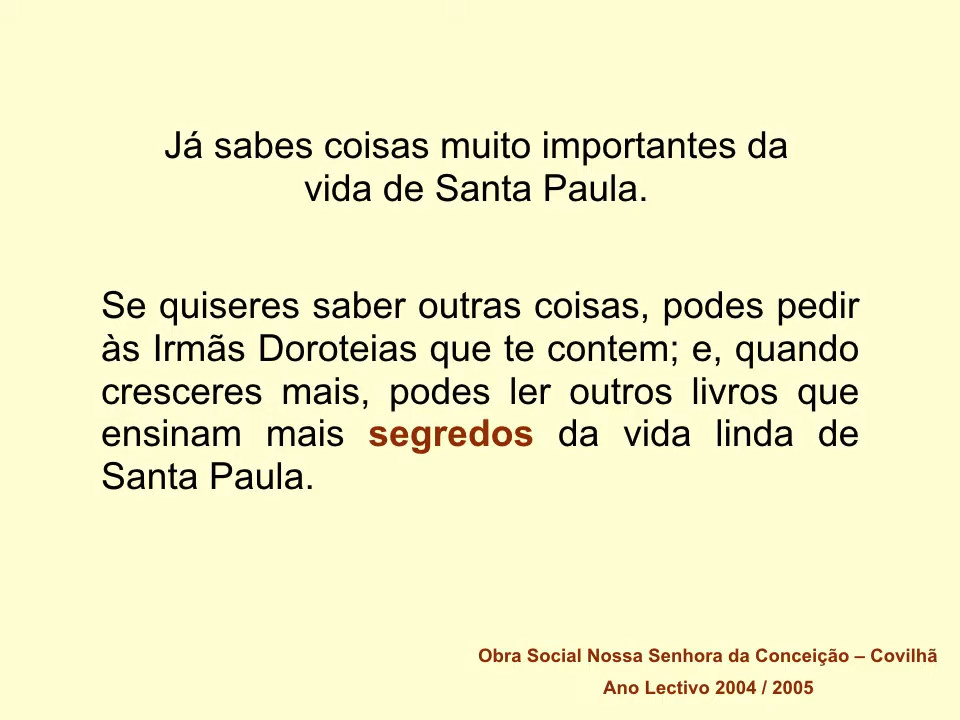 Já sabes coisas muito importantes da
vida de Santa Paula.
Se quiseres saber outras coisas, podes pedir
às Irmãs Doroteias que te contem; e, quando
cresceres mais, podes ler outros livros que
ensinam mais segredos da vida linda de
Santa Paula.
Obra Social Nossa Senhora da Conceição – Covilhã
Ano Lectivo 2004 / 2005